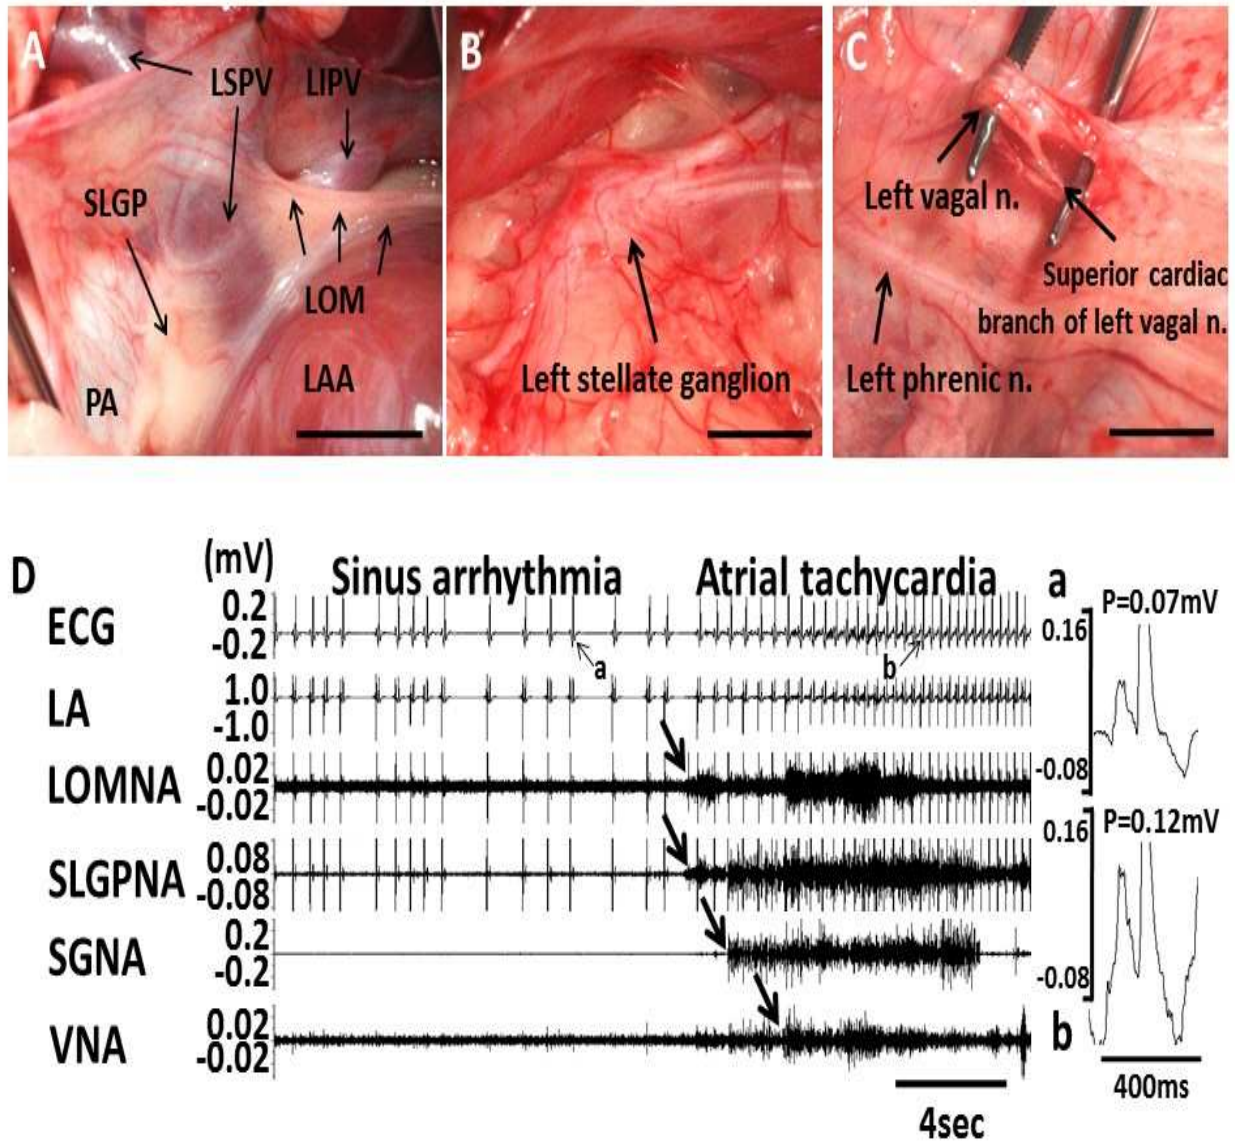 A
LSPV
LIPV
SLGP
LOM
PA
LAA
B
Left stellate ganglion
C
Left vagal n.
Superior cardiac
branch of left vagal n.
Left phrenic n.
D
(mV)
Sinus arrhythmia
Atrial tachycardia
ECG
0.2
-0.2
a
b
LA
1.0
-1.0
LOMNA
0.02
-0.02
SLGPNA
0.08
-0.08
SGNA
0.2
-0.2
VNA
0.02
-0.02
4sec
a
P=0.07mV
0.16
-0.08
P=0.12mV
0.16
-0.08
b
400ms